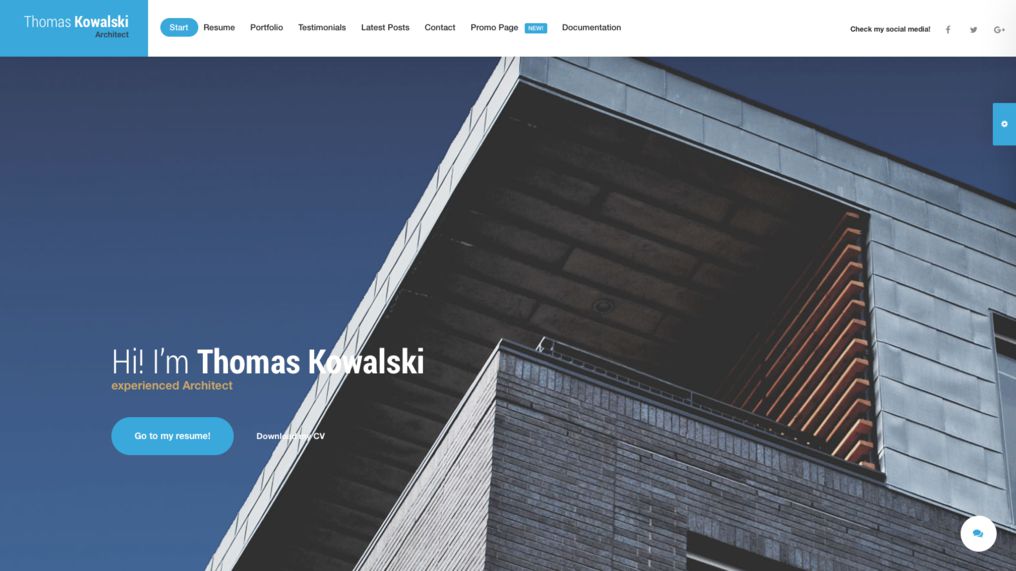 Thomas Kowalski
Architect
Start Resume Portfolio Testimonials Latest Posts Contact Promo Page NEW! Documentation
Check my social media!
Hi! I'm Thomas Kowalski
experienced Architect
Go to my resume! Download my CV